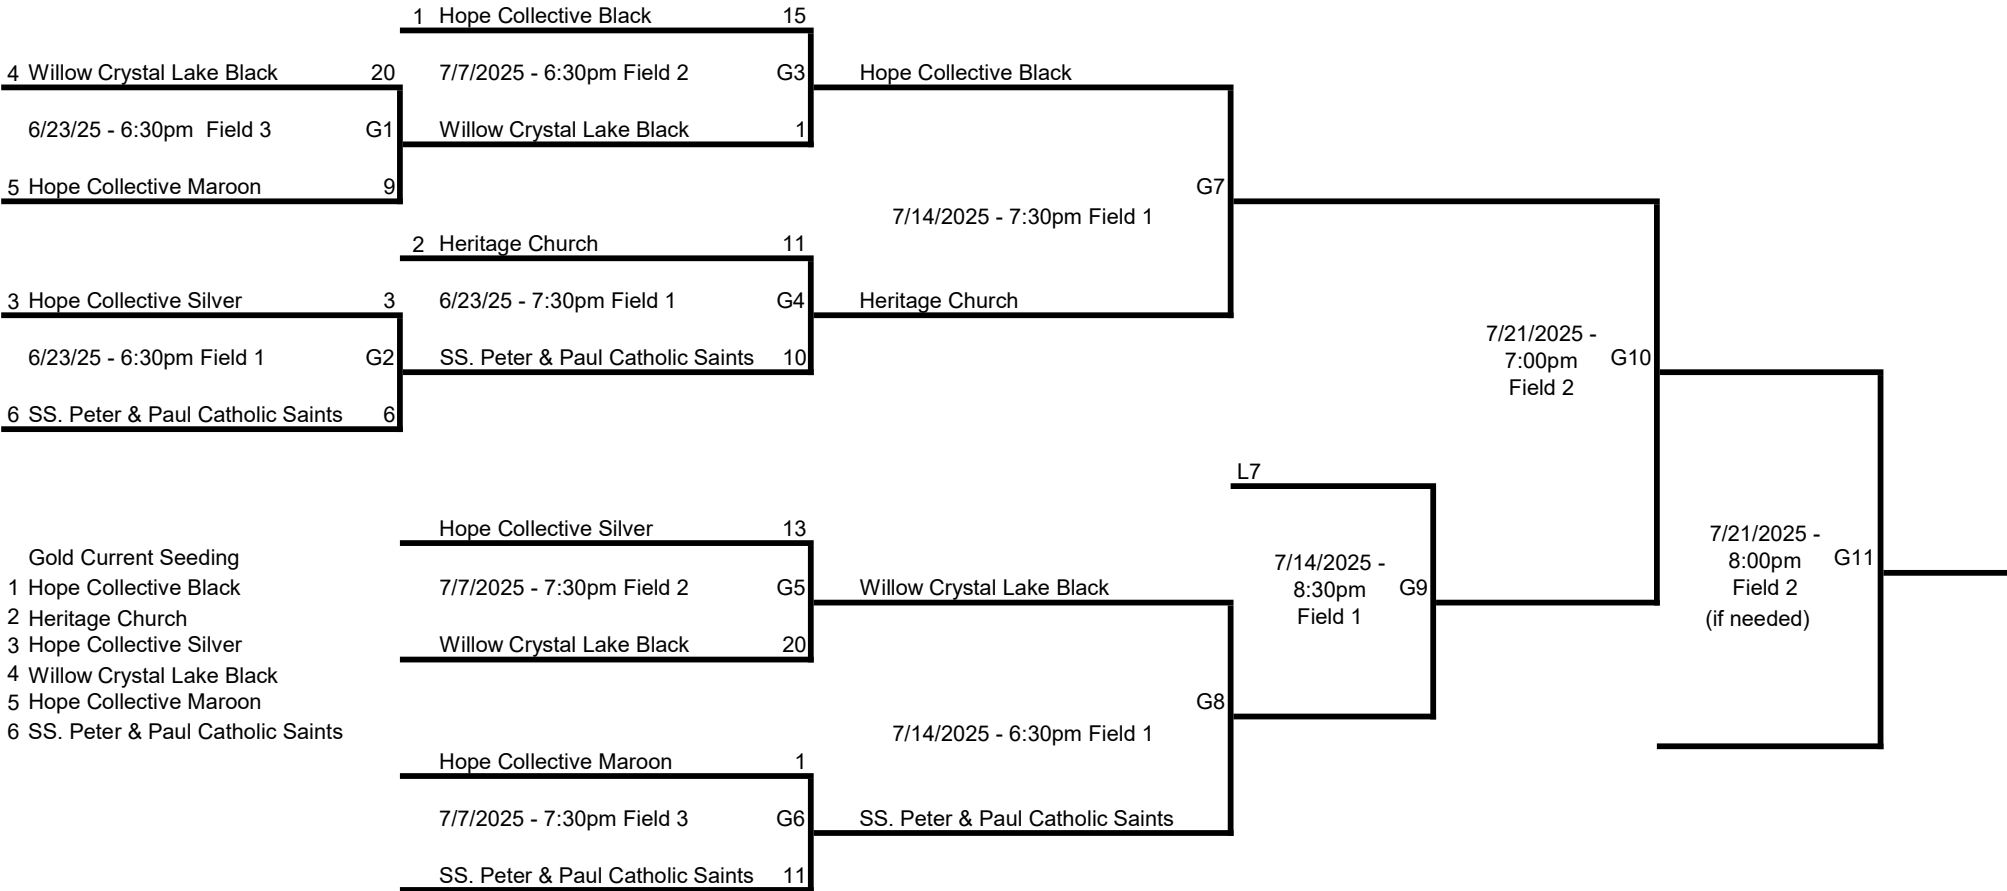 1 Hope Collective Black 15
4 Willow Crystal Lake Black 20
7/7/2025 - 6:30pm Field 2 G3
Hope Collective Black
6/23/25 - 6:30pm  Field 3 G1
Willow Crystal Lake Black 1
5 Hope Collective Maroon 9
G7
7/14/2025 - 7:30pm Field 1
2 Heritage Church 11
3 Hope Collective Silver 3
6/23/25 - 7:30pm Field 1 G4
Heritage Church
6/23/25 - 6:30pm Field 1 G2
SS. Peter & Paul Catholic Saints 10
7/21/2025 -
7:00pm
Field 2
G10
6 SS. Peter & Paul Catholic Saints 6
L7
Hope Collective Silver 13
Gold Current Seeding
1 Hope Collective Black
2 Heritage Church
3 Hope Collective Silver
4 Willow Crystal Lake Black
5 Hope Collective Maroon
6 SS. Peter & Paul Catholic Saints
7/7/2025 - 7:30pm Field 2 G5
Willow Crystal Lake Black
Willow Crystal Lake Black 20
7/14/2025 -
8:30pm
Field 1
G9
7/21/2025 -
8:00pm
Field 2
(if needed)
G11
G8
7/14/2025 - 6:30pm Field 1
Hope Collective Maroon 1
7/7/2025 - 7:30pm Field 3 G6
SS. Peter & Paul Catholic Saints
SS. Peter & Paul Catholic Saints 11